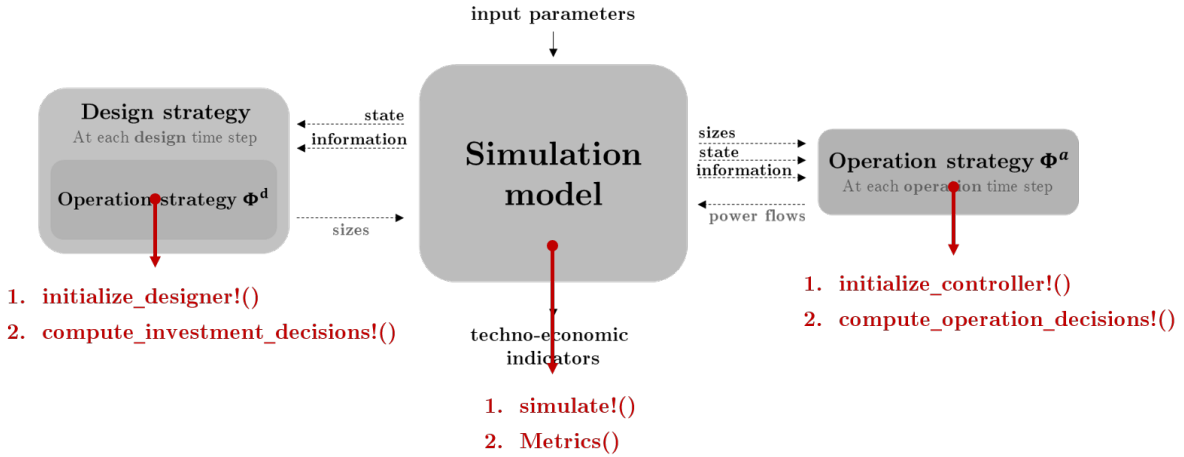 input parameters
Design strategy
At each design time step
Operation strategy Φᵈ
state
information
sizes
Simulation
model
sizes
state
information
power flows
Operation strategy Φᵃ
At each operation time step
1. initialize_designer!()
2. compute_investment_decisions!()
techno-economic
indicators
1. simulate!()
2. Metrics()
1. initialize_controller!()
2. compute_operation_decisions!()